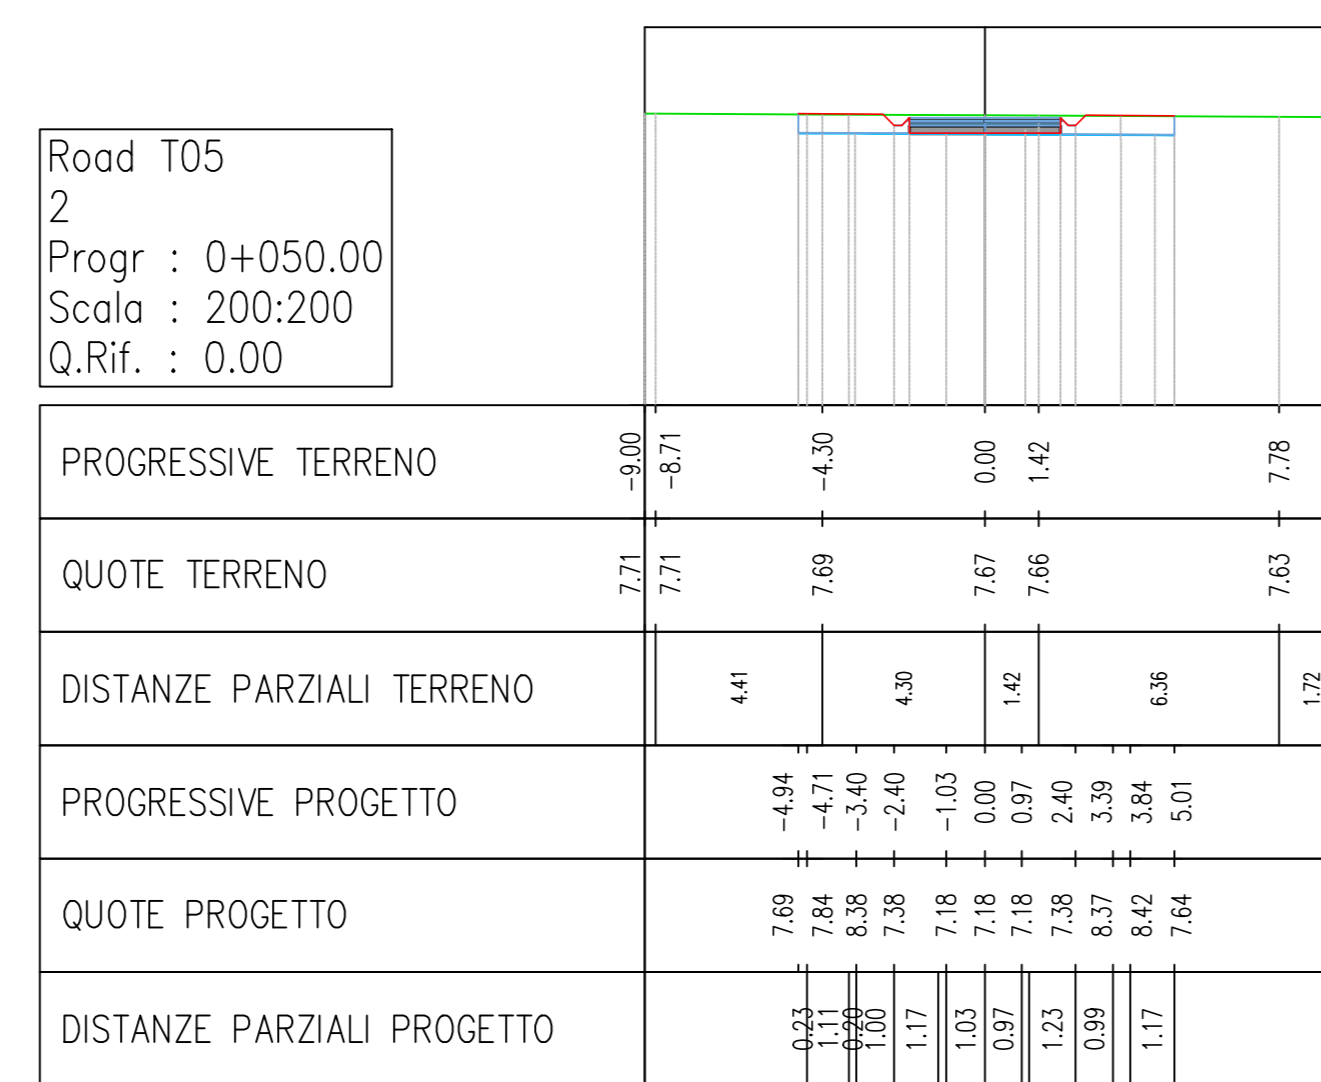 Road T05
2
Progr : 0+050.00
Scala : 200:200
Q.Rif. : 0.00
PROGRESSIVE TERRENO -9.00 -8.71 -4.30 0.00 1.42 7.78
QUOTE TERRENO 7.71 7.71 7.69 7.67 7.66 7.63
DISTANZE PARZIALI TERRENO 4.41 4.30 1.42 6.36 1.72
PROGRESSIVE PROGETTO -4.94 -4.71 -3.40 -2.40 -1.03 0.00 0.97 2.40 3.39 3.84 5.01
QUOTE PROGETTO 7.69 7.84 8.38 7.38 7.18 7.18 7.18 7.38 8.37 8.42 7.64
DISTANZE PARZIALI PROGETTO 0.23 1.11 0.20 1.00 1.17 1.03 0.97 1.23 0.99 1.17